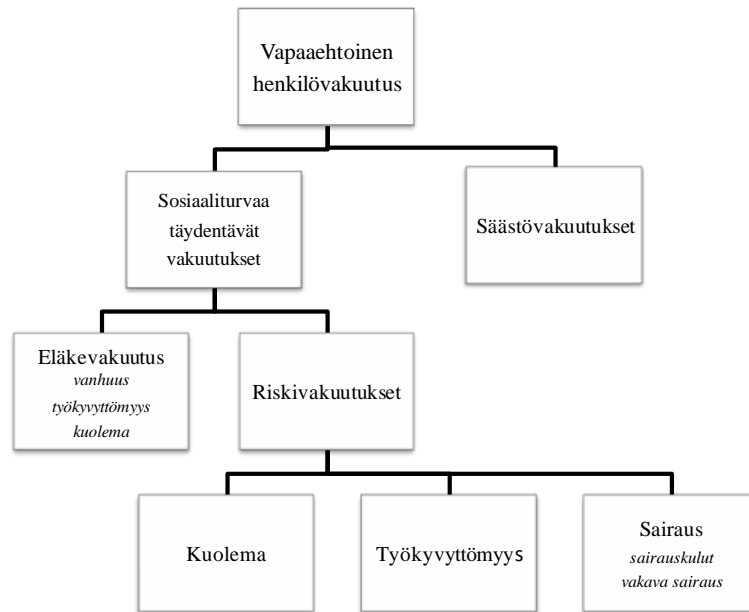 Vapaaehtoinen
henkilövakuutus
Sosiaaliturvaa
täydentävät
vakuutukset
Säästövakuutukset
Eläkevakuutus
vanhuus
työkyvyttömyys
kuolema
Riskivakuutukset
Kuolema
Työkyvyttömyys
Sairaus
sairauskulut
vakava sairaus